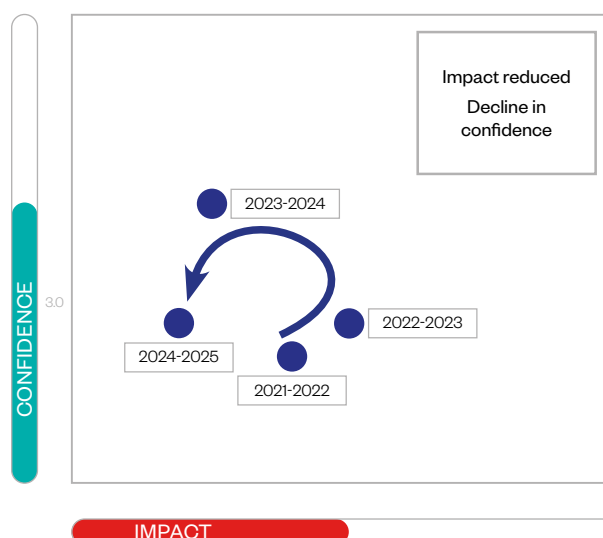 Impact reduced
Decline in
confidence
2023-2024
3.0
2022-2023
2024-2025
2021-2022
CONFIDENCE
IMPACT